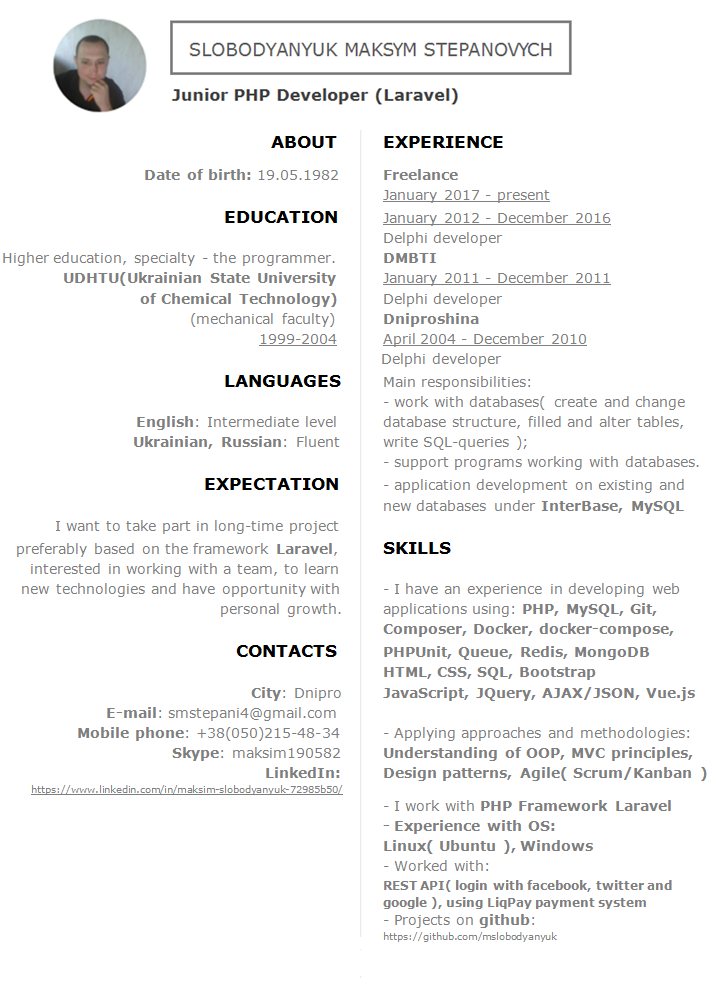 SLOBODYANYUK MAKSYM STEPANOVYCH
Junior PHP Developer (Laravel)
ABOUT
Date of birth: 19.05.1982
EDUCATION
Higher education, specialty - the programmer.
UDHTU(Ukrainian State University
of Chemical Technology)
(mechanical faculty)
1999-2004
LANGUAGES
English: Intermediate level
Ukrainian, Russian: Fluent
EXPECTATION
I want to take part in long-time project
preferably based on the framework Laravel,
interested in working with a team, to learn
new technologies and have opportunity with
personal growth.
CONTACTS
City: Dnipro
E-mail: smstepani4@gmail.com
Mobile phone: +38(050)215-48-34
Skype: maksim190582
LinkedIn:
https://www.linkedin.com/in/maksim-slobodyanyuk-72985b50/
EXPERIENCE
Freelance
January 2017 - present
January 2012 - December 2016
Delphi developer
DMBTI
January 2011 - December 2011
Delphi developer
Dniproshina
April 2004 - December 2010
Delphi developer
Main responsibilities:
- work with databases( create and change
database structure, filled and alter tables,
write SQL-queries );
- support programs working with databases.
- application development on existing and
new databases under InterBase, MySQL
SKILLS
- I have an experience in developing web
applications using: PHP, MySQL, Git,
Composer, Docker, docker-compose,
PHPUnit, Queue, Redis, MongoDB
HTML, CSS, SQL, Bootstrap
JavaScript, JQuery, AJAX/JSON, Vue.js
- Applying approaches and methodologies:
Understanding of OOP, MVC principles,
Design patterns, Agile( Scrum/Kanban )
- I work with PHP Framework Laravel
- Experience with OS:
Linux( Ubuntu ), Windows
- Worked with:
REST API( login with facebook, twitter and
google ), using LiqPay payment system
- Projects on github:
https://github.com/mslobodyanyuk